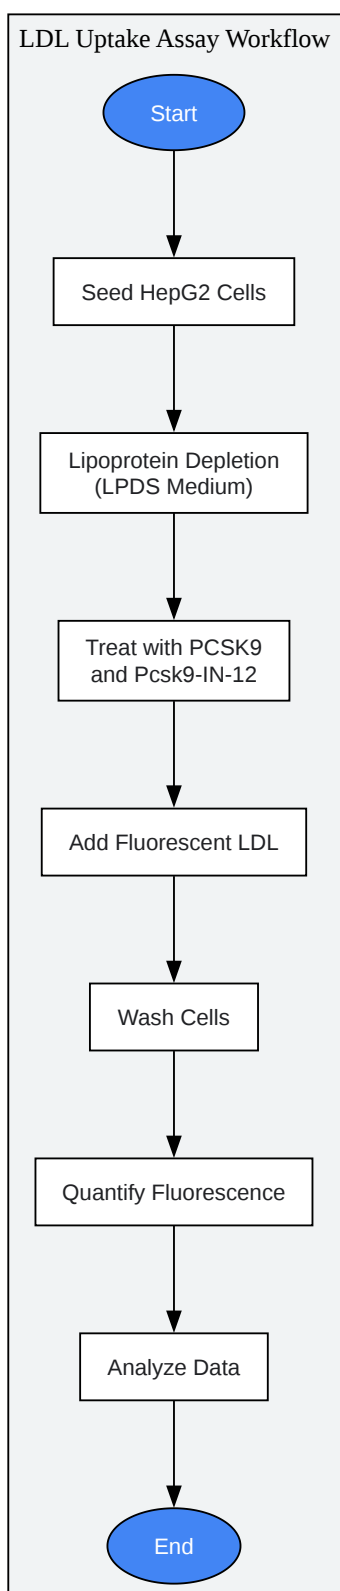 LDL Uptake Assay Workflow
Start
Seed HepG2 Cells
Lipoprotein Depletion
(LPDS Medium)
Treat with PCSK9
and Pcsk9-IN-12
Add Fluorescent LDL
Wash Cells
Quantify Fluorescence
Analyze Data
End